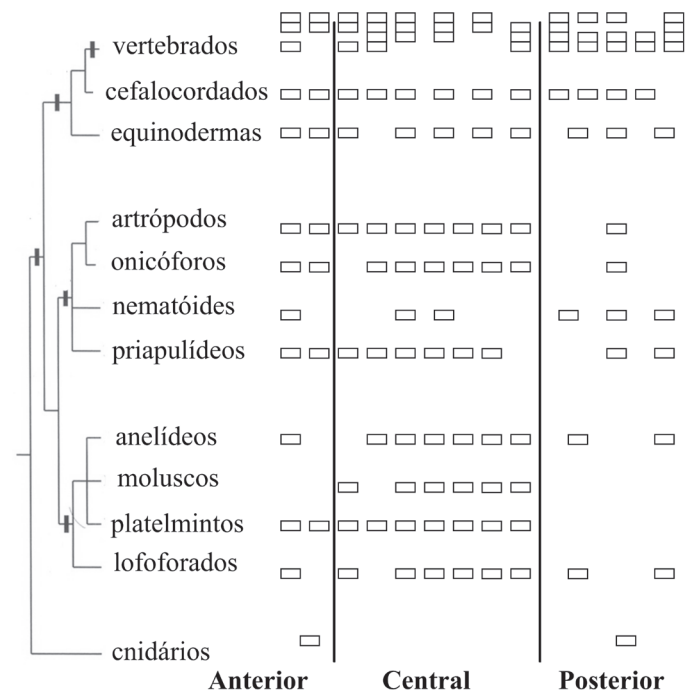 vertebrados
cefalocordados
equinodermas
artrópodos
onicóforos
nematóides
priapulídeos
anelídeos
moluscos
platelmintos
lofoforados
cnidários
Anterior Central Posterior